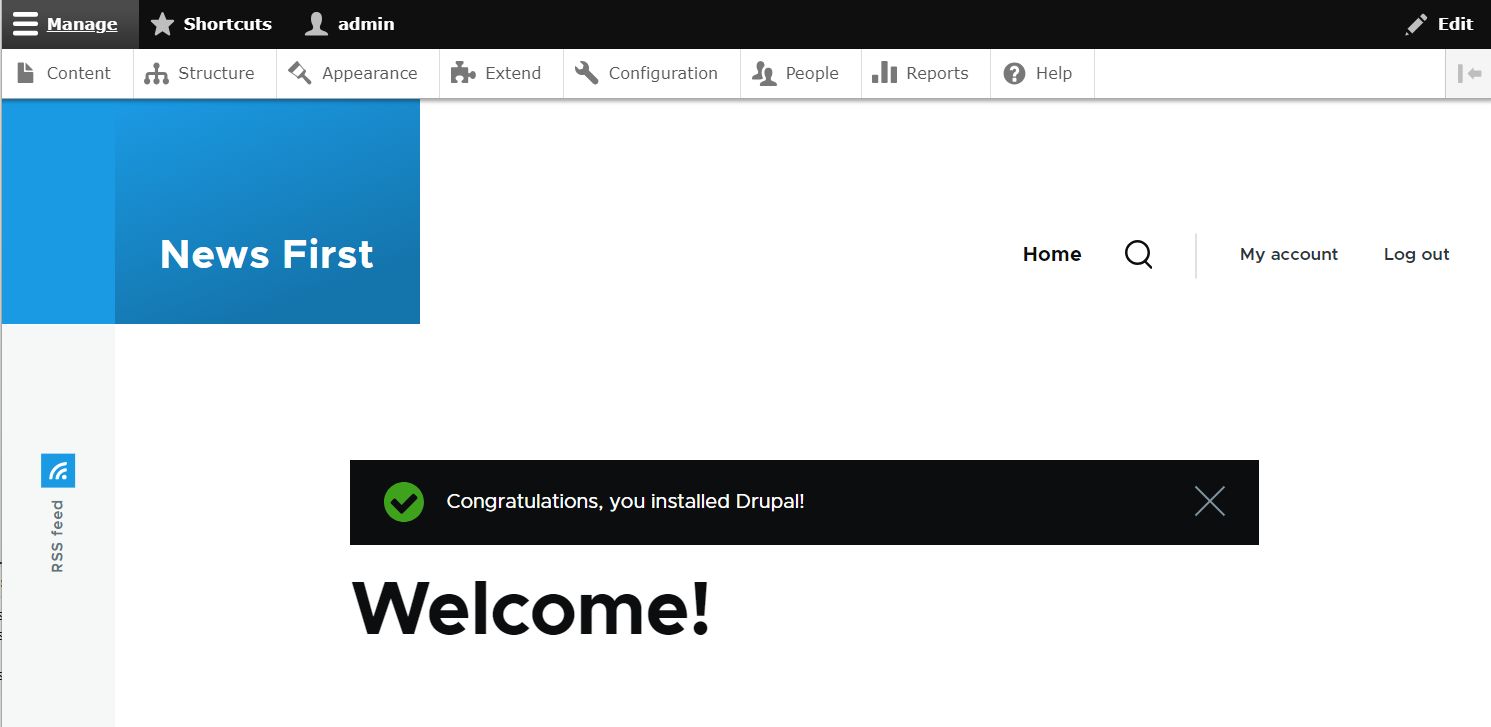 Manage Shortcuts admin Edit
Content Structure Appearance Extend Configuration People Reports Help
News First
Home My account Log out
RSS feed
Congratulations, you installed Drupal!
Welcome!